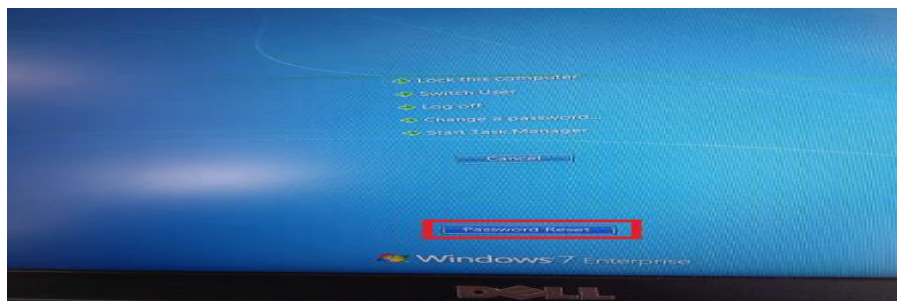 Lock this computer
Switch User
Log off
Change a password...
Start Task Manager
Cancel
Password Reset
Windows 7 Enterprise
DELL